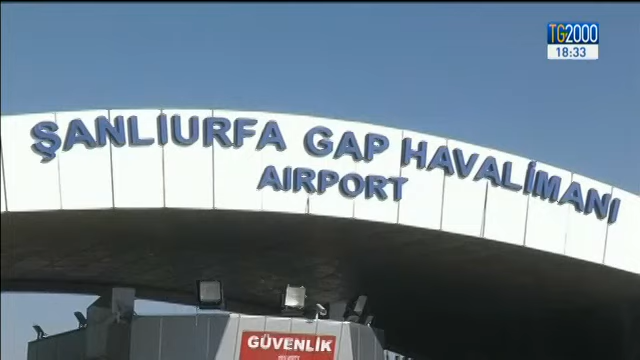 TG2000
18:33
ŞANLIURFA GAP HAVALİMANI
AIRPORT
GÜVENLİK